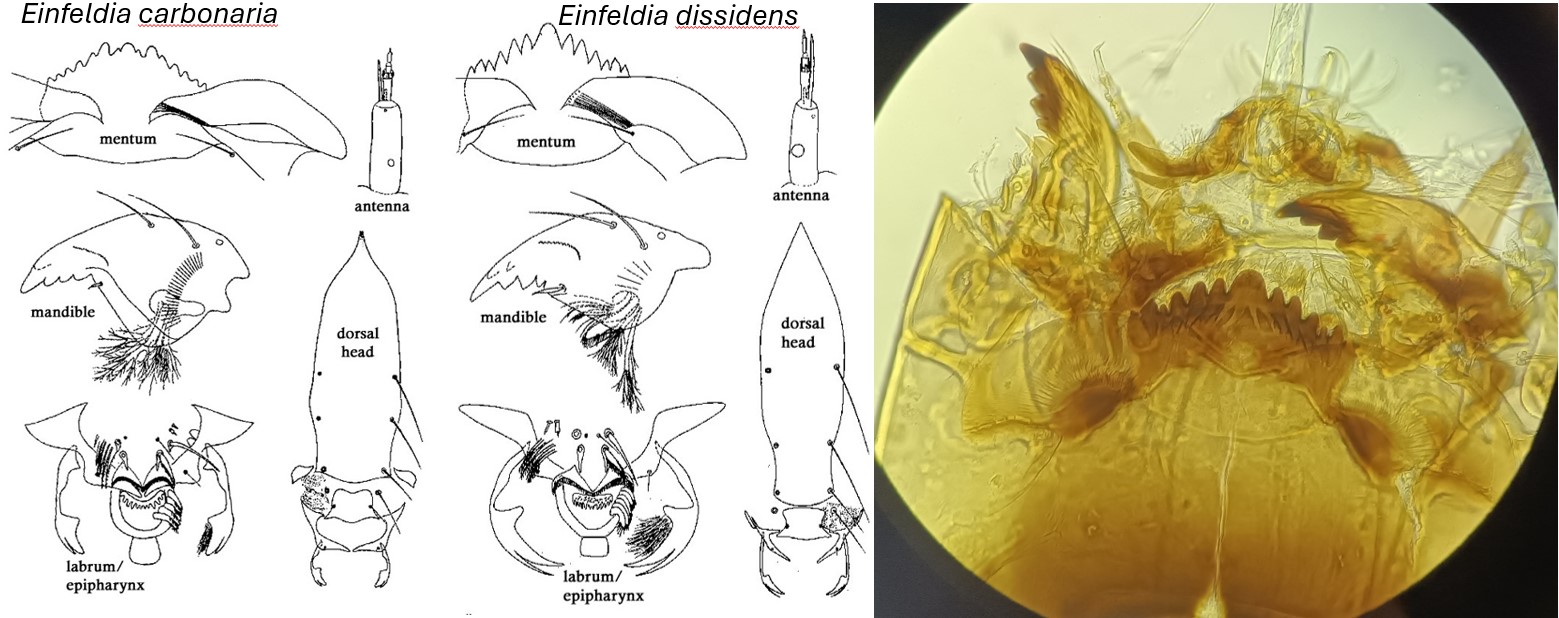 Einfeldia carbonaria
mentum
antenna
mandible
dorsal
head
labrum/
epipharynx
Einfeldia dissidens
mentum
antenna
mandible
dorsal
head
labrum/
epipharynx